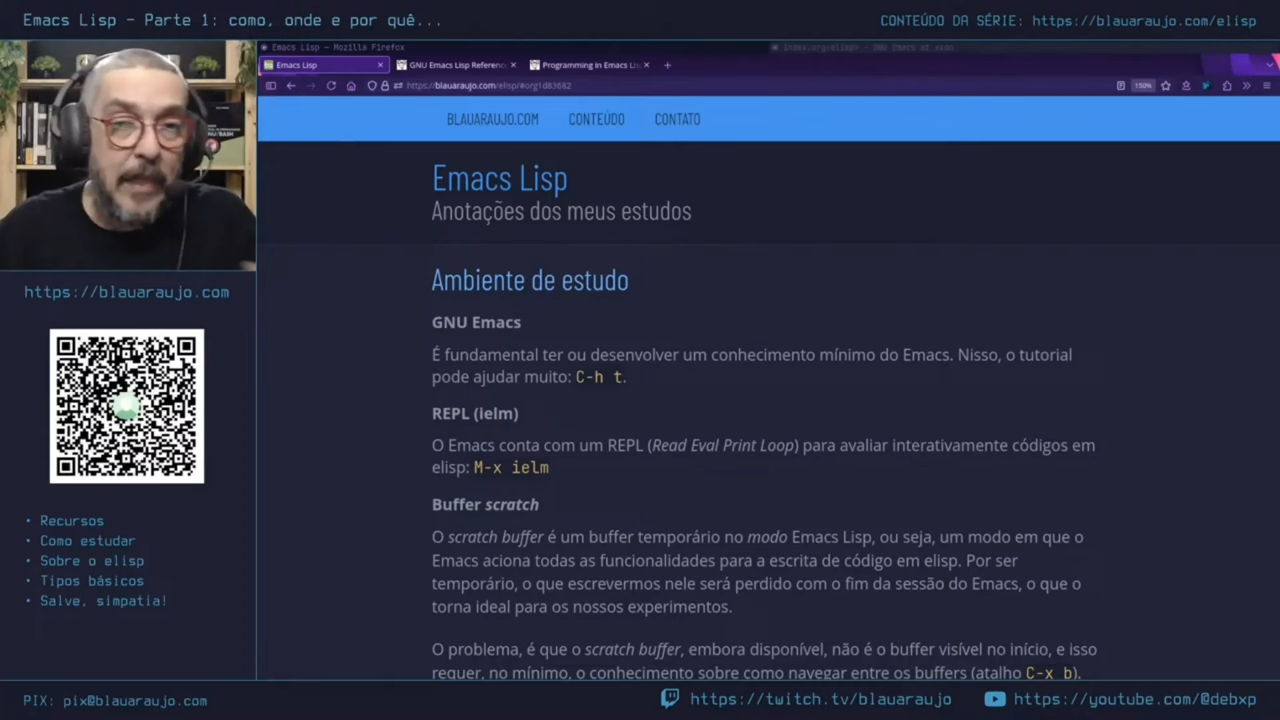 Emacs Lisp - Parte 1: como, onde e por quê...
CONTEÚDO DA SÉRIE: https://blauaraujo.com/elisp
Emacs Lisp — Mozilla Firefox
Emacs Lisp
GNU Emacs Lisp Referenc
Programming in Emacs Lis
https://blauaraujo.com/elisp/#org1d83682
150%
BLAUARAUJO.COM
CONTEÚDO
CONTATO
Emacs Lisp
Anotações dos meus estudos
Ambiente de estudo
GNU Emacs
É fundamental ter ou desenvolver um conhecimento mínimo do Emacs. Nisso, o tutorial
pode ajudar muito: C-h t.
REPL (ielm)
O Emacs conta com um REPL (Read Eval Print Loop) para avaliar interativamente códigos em
elisp: M-x ielm
Buffer scratch
O scratch buffer é um buffer temporário no modo Emacs Lisp, ou seja, um modo em que o
Emacs aciona todas as funcionalidades para a escrita de código em elisp. Por ser
temporário, o que escrevermos nele será perdido com o fim da sessão do Emacs, o que o
torna ideal para os nossos experimentos.
O problema, é que o scratch buffer, embora disponível, não é o buffer visível no início, e isso
requer, no mínimo, o conhecimento sobre como navegar entre os buffers (atalho C-x b).
https://blauaraujo.com
• Recursos
• Como estudar
• Sobre o elisp
• Tipos básicos
• Salve, simpatia!
PIX: pix@blauaraujo.com
https://twitch.tv/blauaraujo
https://youtube.com/@debxp